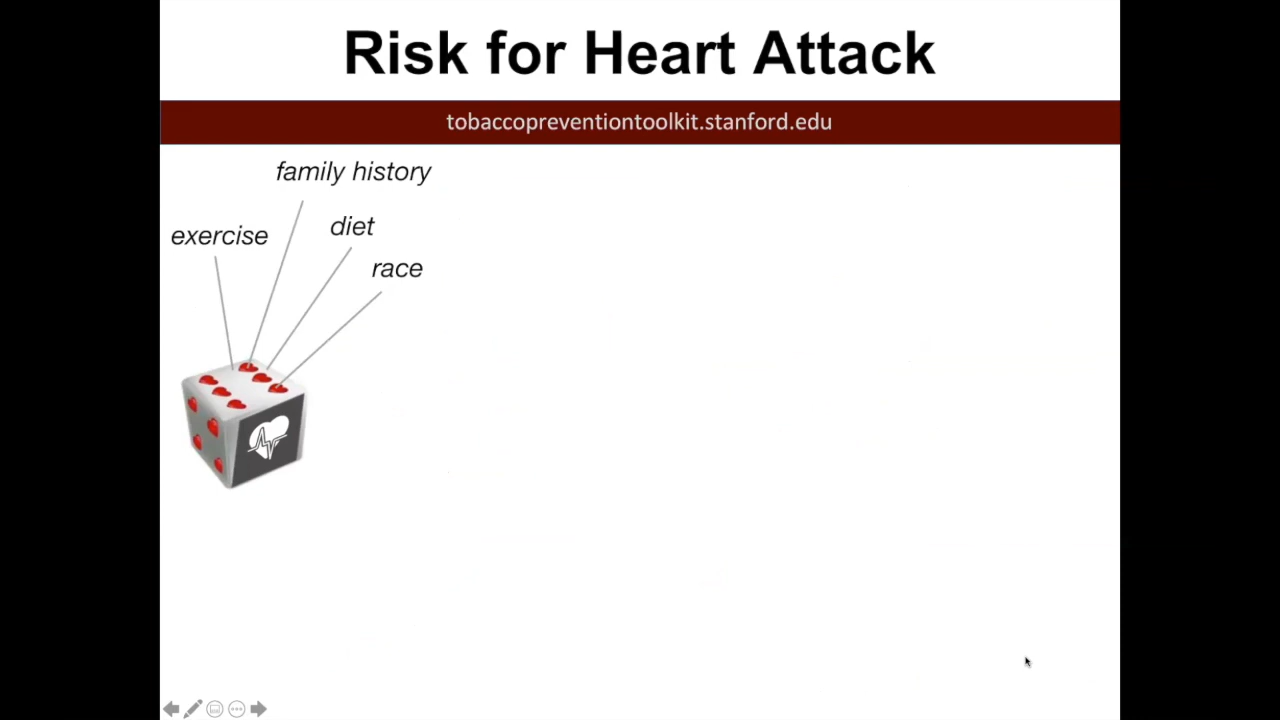 Risk for Heart Attack
tobaccopreventiontoolkit.stanford.edu
family history
exercise
diet
race